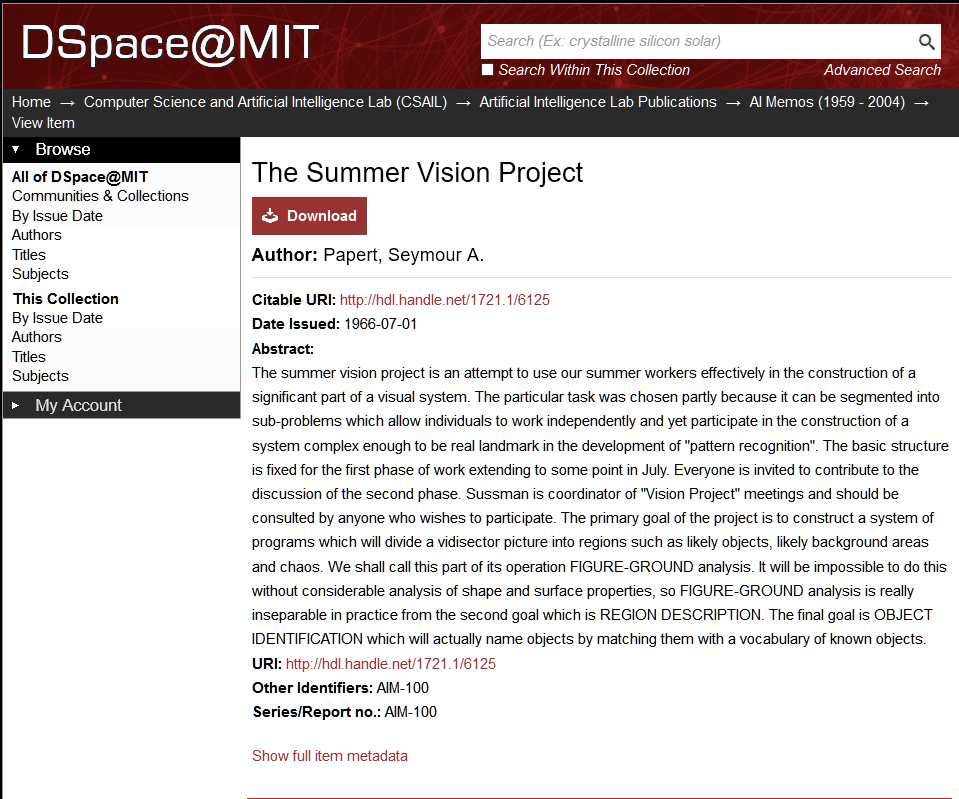 DSpace@MIT
Search (Ex: crystalline silicon solar)
Search Within This Collection
Advanced Search
Home → Computer Science and Artificial Intelligence Lab (CSAIL) → Artificial Intelligence Lab Publications → AI Memos (1959 - 2004) →
View Item
Browse
All of DSpace@MIT
Communities & Collections
By Issue Date
Authors
Titles
Subjects
This Collection
By Issue Date
Authors
Titles
Subjects
My Account
The Summer Vision Project
Download
Author: Papert, Seymour A.
Citable URI: http://hdl.handle.net/1721.1/6125
Date Issued: 1966-07-01
Abstract:
The summer vision project is an attempt to use our summer workers effectively in the construction of a
significant part of a visual system. The particular task was chosen partly because it can be segmented into
sub-problems which allow individuals to work independently and yet participate in the construction of a
system complex enough to be real landmark in the development of "pattern recognition". The basic structure
is fixed for the first phase of work extending to some point in July. Everyone is invited to contribute to the
discussion of the second phase. Sussman is coordinator of "Vision Project" meetings and should be
consulted by anyone who wishes to participate. The primary goal of the project is to construct a system of
programs which will divide a vidisector picture into regions such as likely objects, likely background areas
and chaos. We shall call this part of its operation FIGURE-GROUND analysis. It will be impossible to do this
without considerable analysis of shape and surface properties, so FIGURE-GROUND analysis is really
inseparable in practice from the second goal which is REGION DESCRIPTION. The final goal is OBJECT
IDENTIFICATION which will actually name objects by matching them with a vocabulary of known objects.
URI: http://hdl.handle.net/1721.1/6125
Other Identifiers: AIM-100
Series/Report no.: AIM-100
Show full item metadata